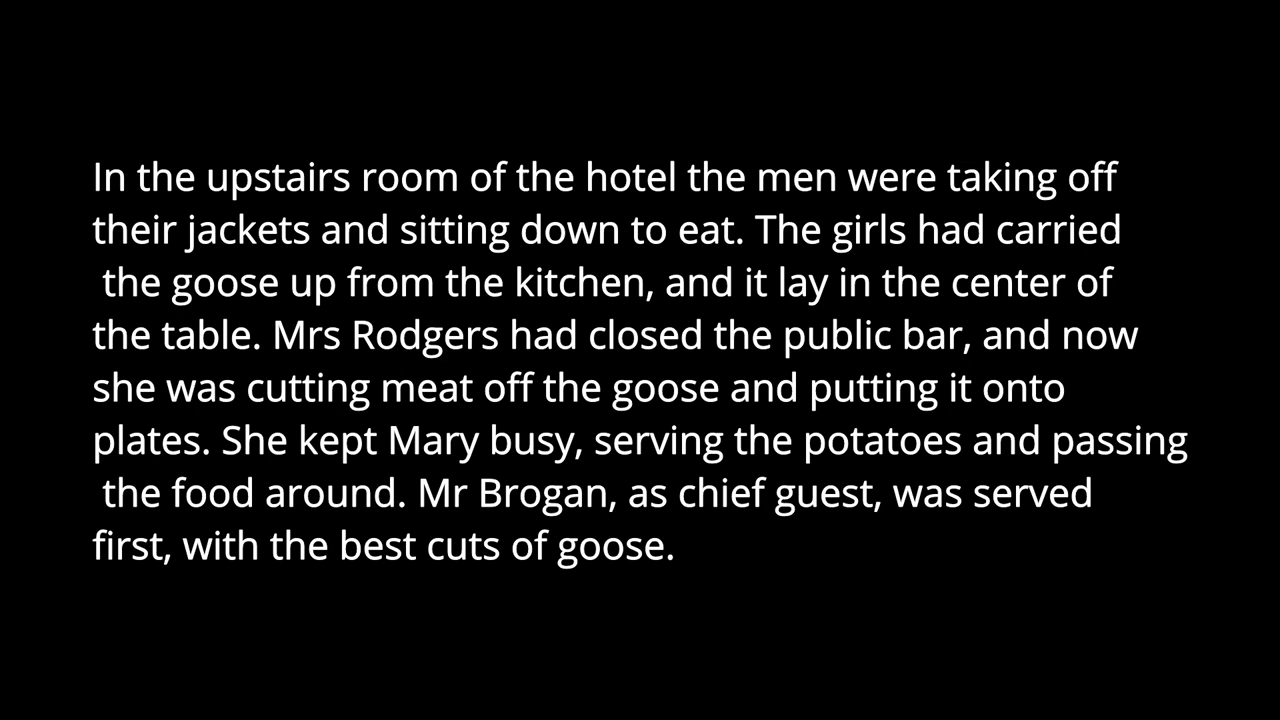 In the upstairs room of the hotel the men were taking off
their jackets and sitting down to eat. The girls had carried
the goose up from the kitchen, and it lay in the center of
the table. Mrs Rodgers had closed the public bar, and now
she was cutting meat off the goose and putting it onto
plates. She kept Mary busy, serving the potatoes and passing
the food around. Mr Brogan, as chief guest, was served
first, with the best cuts of goose.